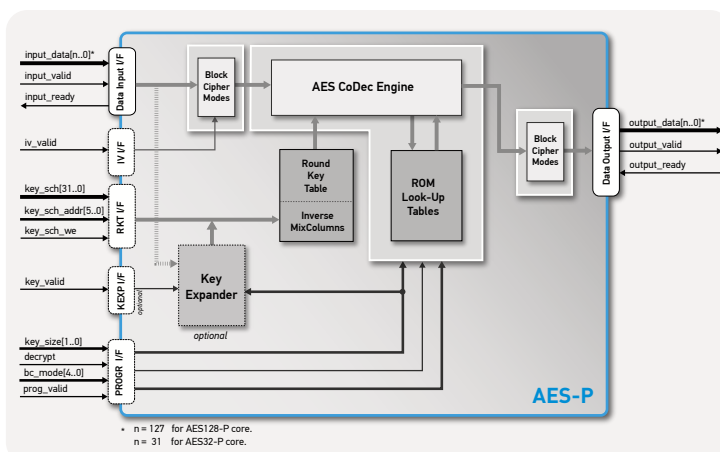 input_data[n..0]*
input_valid
input_ready
Data Input I/F
iv_valid
IV I/F
key_sch[31..0]
key_sch_addr[5..0]
key_sch_we
RKT I/F
key_valid
KEXP I/F
optional
key_size[1..0]
decrypt
bc_mode[4..0]
prog_valid
PROGR I/F
Block
Cipher
Modes
AES CoDec Engine
Round
Key
Table
Inverse
MixColumns
ROM
Look-Up
Tables
Key
Expander
optional
Block
Cipher
Modes
Data Output I/F
output_data[n..0]*
output_valid
output_ready
AES-P
* n = 127 for AES128-P core.
n = 31 for AES32-P core.